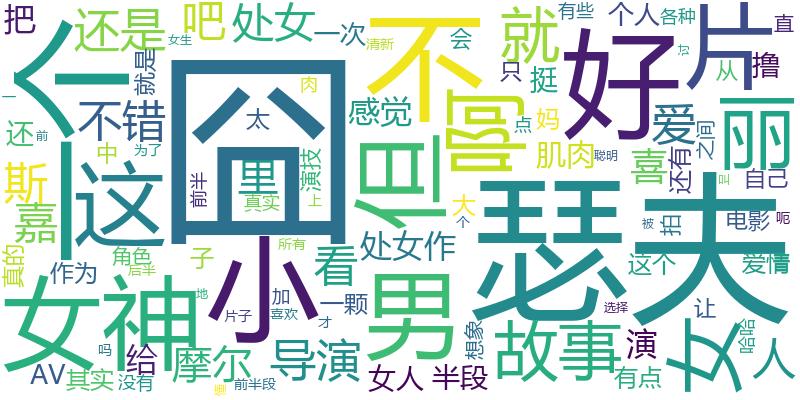 把 还是 吧 处女 一次 就 好 片 有些 个人 各种 直
个 就是 囧 不 清新 会 只 挺 讨 从 撸
女生 肉 不错 太 感觉 啊 点 妈 爱 丽
一 还 前 为了 中 这 里 演技 但 肌肉 聪明 喜 还有 之间
斯 前半 真实 上 瑟夫 叫 自己
嘉 真的 角色 子 所有 处女作 大 个 被 拍 电影 呃
作为 后半 小 看 这个 爱情
女神 地 加 一颗 男 想象 选择 让 女 哈哈
片子 喜欢 才 故事 演 人
吗 给 摩尔 导演 有点
AV 其实 没有 前半段 女人 半段